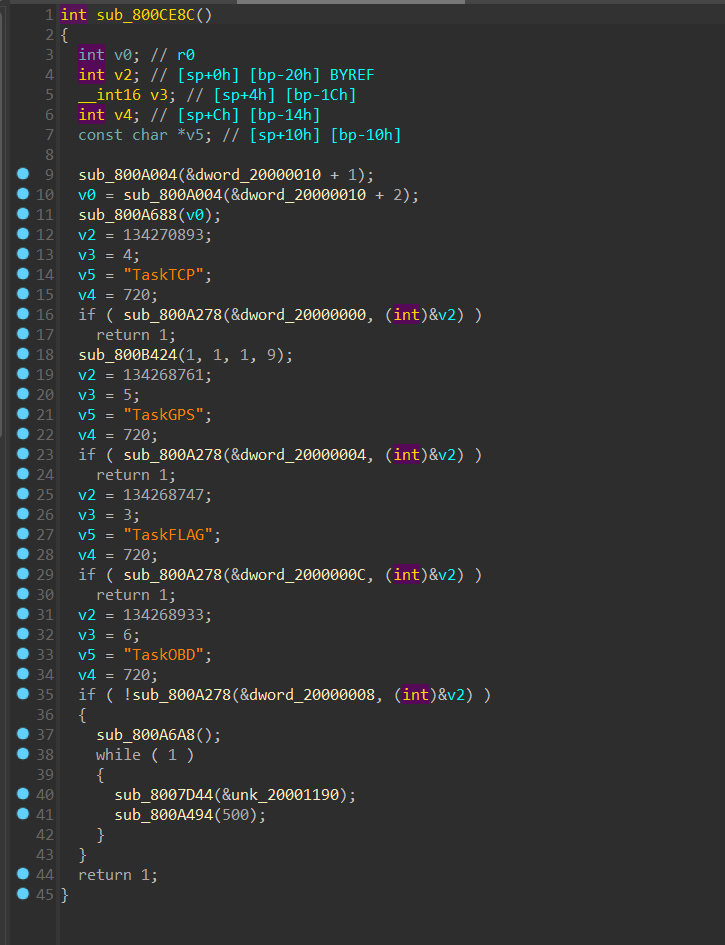 1 int sub_800CE8C()
2 {
3 int v0; // r0
4 int v2; // [sp+0h] [bp-20h] BYREF
5 __int16 v3; // [sp+4h] [bp-1Ch]
6 int v4; // [sp+Ch] [bp-14h]
7 const char *v5; // [sp+10h] [bp-10h]
8
9 sub_800A004(&dword_20000010 + 1);
10 v0 = sub_800A004(&dword_20000010 + 2);
11 sub_800A688(v0);
12 v2 = 134270893;
13 v3 = 4;
14 v5 = "TaskTCP";
15 v4 = 720;
16 if ( sub_800A278(&dword_20000000, (int)&v2) )
17 return 1;
18 sub_800B424(1, 1, 1, 9);
19 v2 = 134268761;
20 v3 = 5;
21 v5 = "TaskGPS";
22 v4 = 720;
23 if ( sub_800A278(&dword_20000004, (int)&v2) )
24 return 1;
25 v2 = 134268747;
26 v3 = 3;
27 v5 = "TaskFLAG";
28 v4 = 720;
29 if ( sub_800A278(&dword_2000000C, (int)&v2) )
30 return 1;
31 v2 = 134268933;
32 v3 = 6;
33 v5 = "TaskOBD";
34 v4 = 720;
35 if ( !sub_800A278(&dword_20000008, (int)&v2) )
36 {
37 sub_800A6A8();
38 while ( 1 )
39 {
40 sub_8007D44(&unk_20001190);
41 sub_800A494(500);
42 }
43 }
44 return 1;
45 }